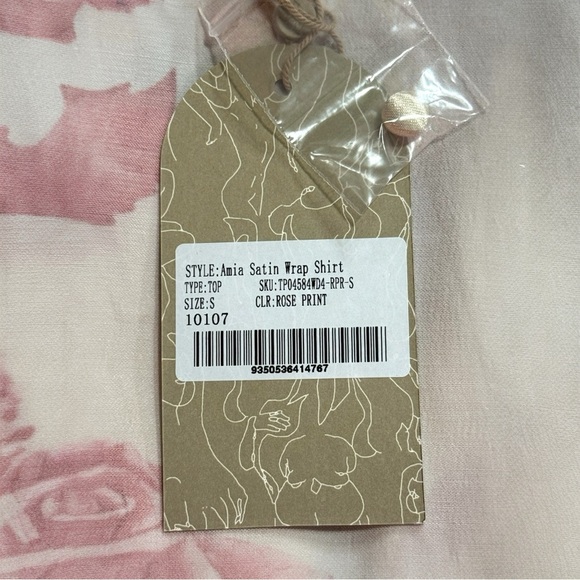 STYLE:Amia Satin Wrap Shirt
TYPE:TOP SKU:TP04584WD4-RPR-S
SIZE:S CLR:ROSE PRINT
10107
9350536414767